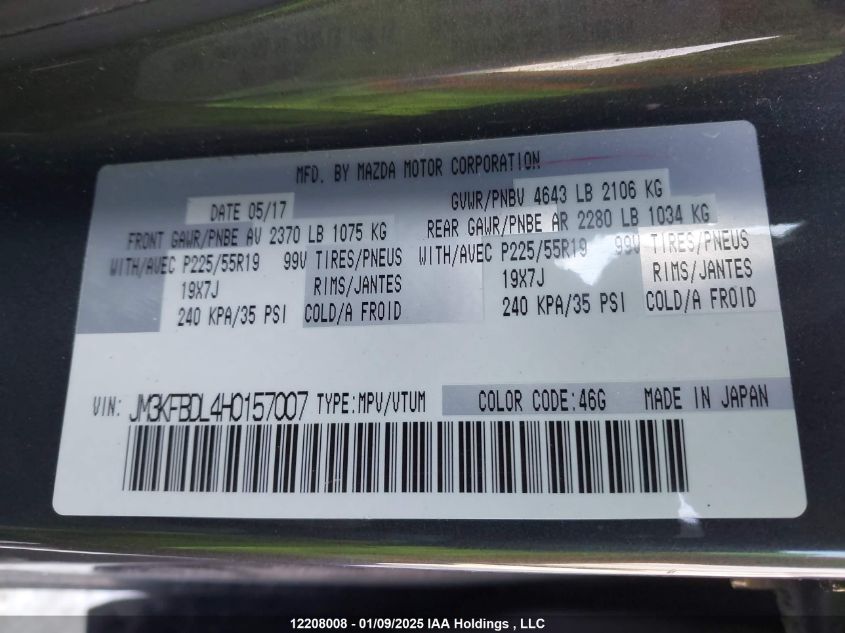 MFD. BY MAZDA MOTOR CORPORATION
DATE 05/17 GVWR/PNBV 4643 LB 2106 KG
FRONT GAWR/PNBE AV 2370 LB 1075 KG REAR GAWR/PNBE AR 2280 LB 1034 KG
WITH/AVEC P225/55R19 99V TIRES/PNEUS WITH/AVEC P225/55R19 99V TIRES/PNEUS
19X7J RIMS/JANTES 19X7J RIMS/JANTES
240 KPA/35 PSI COLD/A FROID 240 KPA/35 PSI COLD/A FROID
VIN: JM3KFBDL4H0157007 TYPE:MPV/VTUM COLOR CODE:46G MADE IN JAPAN
12208008 - 01/09/2025 IAA Holdings , LLC